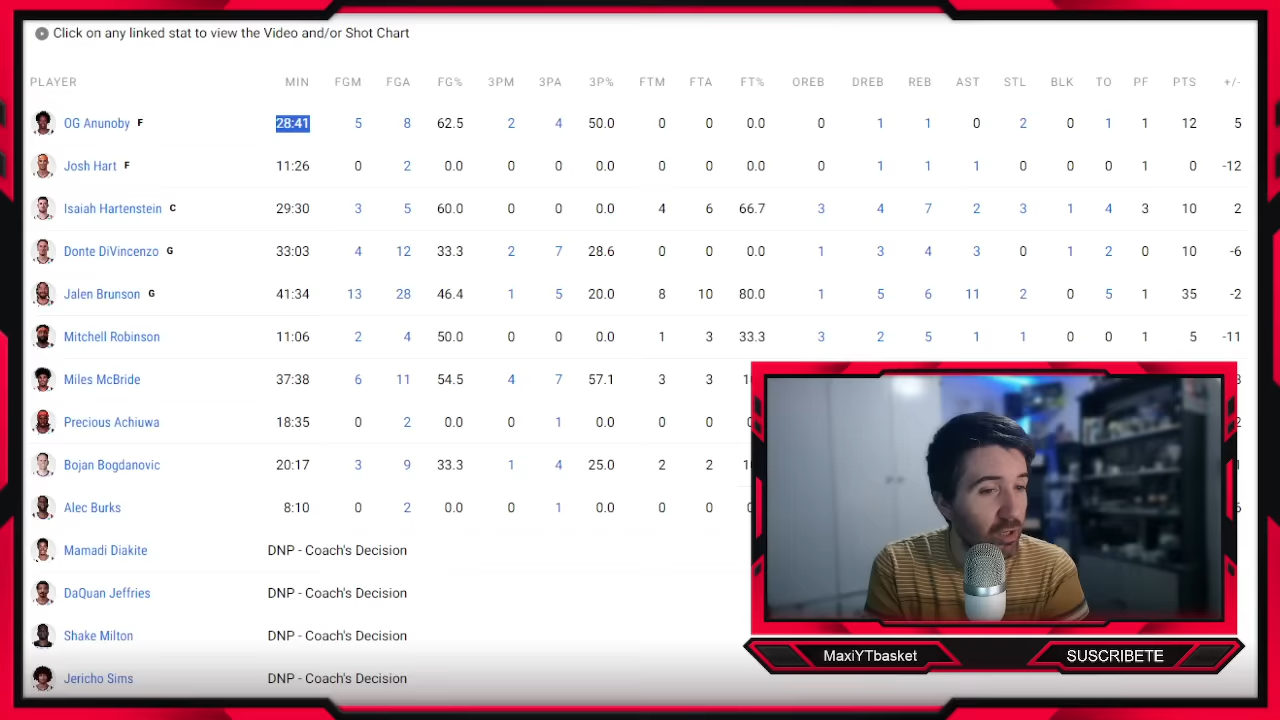 Click on any linked stat to view the Video and/or Shot Chart
PLAYER MIN FGM FGA FG% 3PM 3PA 3P% FTM FTA FT% OREB DREB REB AST STL BLK TO PF PTS +/-
OG Anunoby F 28:41 5 8 62.5 2 4 50.0 0 0 0.0 0 1 1 0 2 0 1 1 12 5
Josh Hart F 11:26 0 2 0.0 0 0 0.0 0 0 0.0 0 1 1 1 0 0 0 1 0 -12
Isaiah Hartenstein C 29:30 3 5 60.0 0 0 0.0 4 6 66.7 3 4 7 2 3 1 4 3 10 2
Donte DiVincenzo G 33:03 4 12 33.3 2 7 28.6 0 0 0.0 1 3 4 3 0 1 2 0 10 -6
Jalen Brunson G 41:34 13 28 46.4 1 5 20.0 8 10 80.0 1 5 6 11 2 0 5 1 35 -2
Mitchell Robinson 11:06 2 4 50.0 0 0 0.0 1 3 33.3 3 2 5 1 1 0 0 1 5 -11
Miles McBride 37:38 6 11 54.5 4 7 57.1 3 3
Precious Achiuwa 18:35 0 2 0.0 0 1 0.0 0 0
Bojan Bogdanovic 20:17 3 9 33.3 1 4 25.0 2 2
Alec Burks 8:10 0 2 0.0 0 1 0.0 0 0
Mamadi Diakite DNP - Coach's Decision
DaQuan Jeffries DNP - Coach's Decision
Shake Milton DNP - Coach's Decision
Jericho Sims DNP - Coach's Decision
MaxiYTbasket
SUSCRIBETE